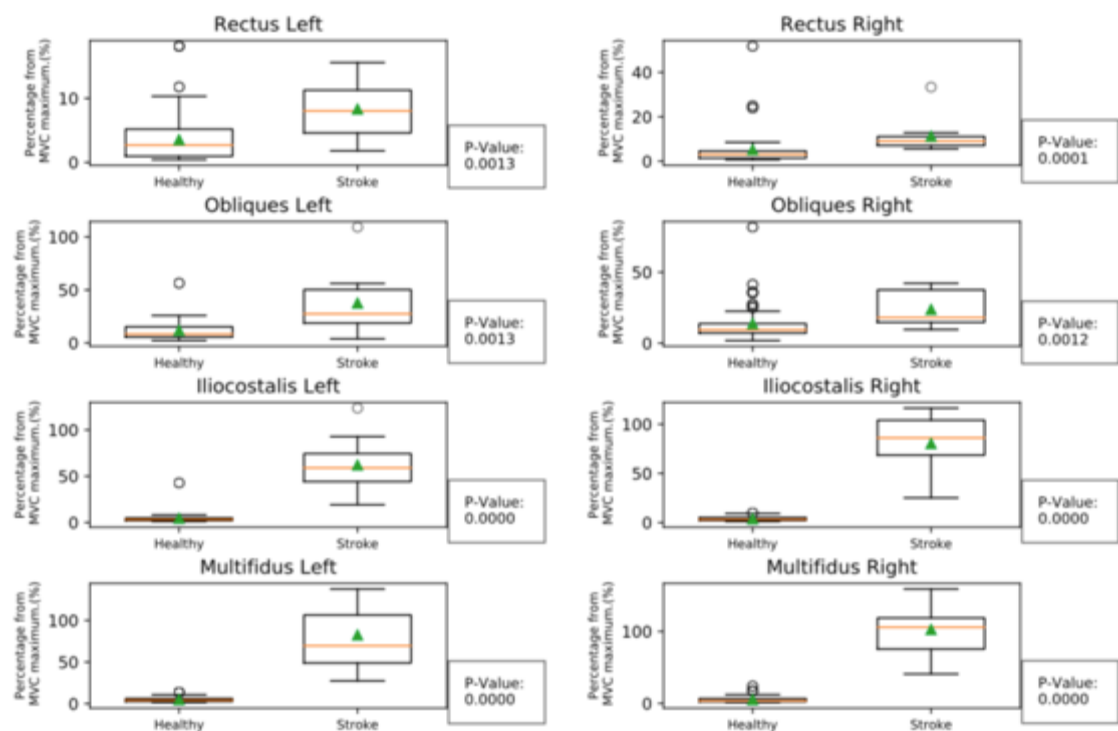 Rectus Left
Percentage from
MVC maximum.(%)
10
0
Healthy
Stroke
P-Value:
0.0013
Rectus Right
Percentage from
MVC maximum.(%)
40
20
0
Healthy
Stroke
P-Value:
0.0001
Obliques Left
Percentage from
MVC maximum.(%)
100
50
0
Healthy
Stroke
P-Value:
0.0013
Obliques Right
Percentage from
MVC maximum.(%)
50
0
Healthy
Stroke
P-Value:
0.0012
Iliocostalis Left
Percentage from
MVC maximum.(%)
100
50
0
Healthy
Stroke
P-Value:
0.0000
Iliocostalis Right
Percentage from
MVC maximum.(%)
100
50
0
Healthy
Stroke
P-Value:
0.0000
Multifidus Left
Percentage from
MVC maximum.(%)
100
50
0
Healthy
Stroke
P-Value:
0.0000
Multifidus Right
Percentage from
MVC maximum.(%)
100
0
Healthy
Stroke
P-Value:
0.0000